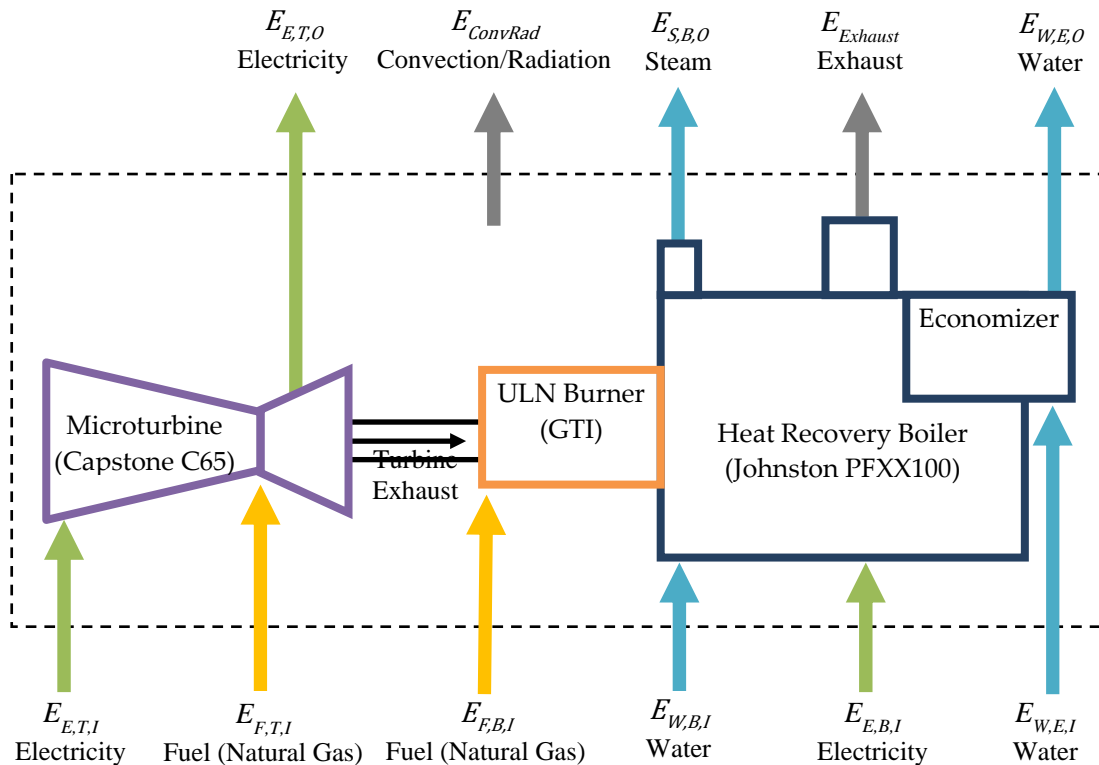 E_{E,T,O}
Electricity
E_{ConvRad}
Convection/Radiation
E_{S,B,O}
Steam
E_{Exhaust}
Exhaust
E_{W,E,O}
Water
Economizer
ULN Burner
(GTI)
Microturbine
(Capstone C65)
Turbine
Exhaust
Heat Recovery Boiler
(Johnston PFXX100)
E_{E,T,I}
Electricity
E_{F,T,I}
Fuel (Natural Gas)
E_{F,B,I}
Fuel (Natural Gas)
E_{W,B,I}
Water
E_{E,B,I}
Electricity
E_{W,E,I}
Water